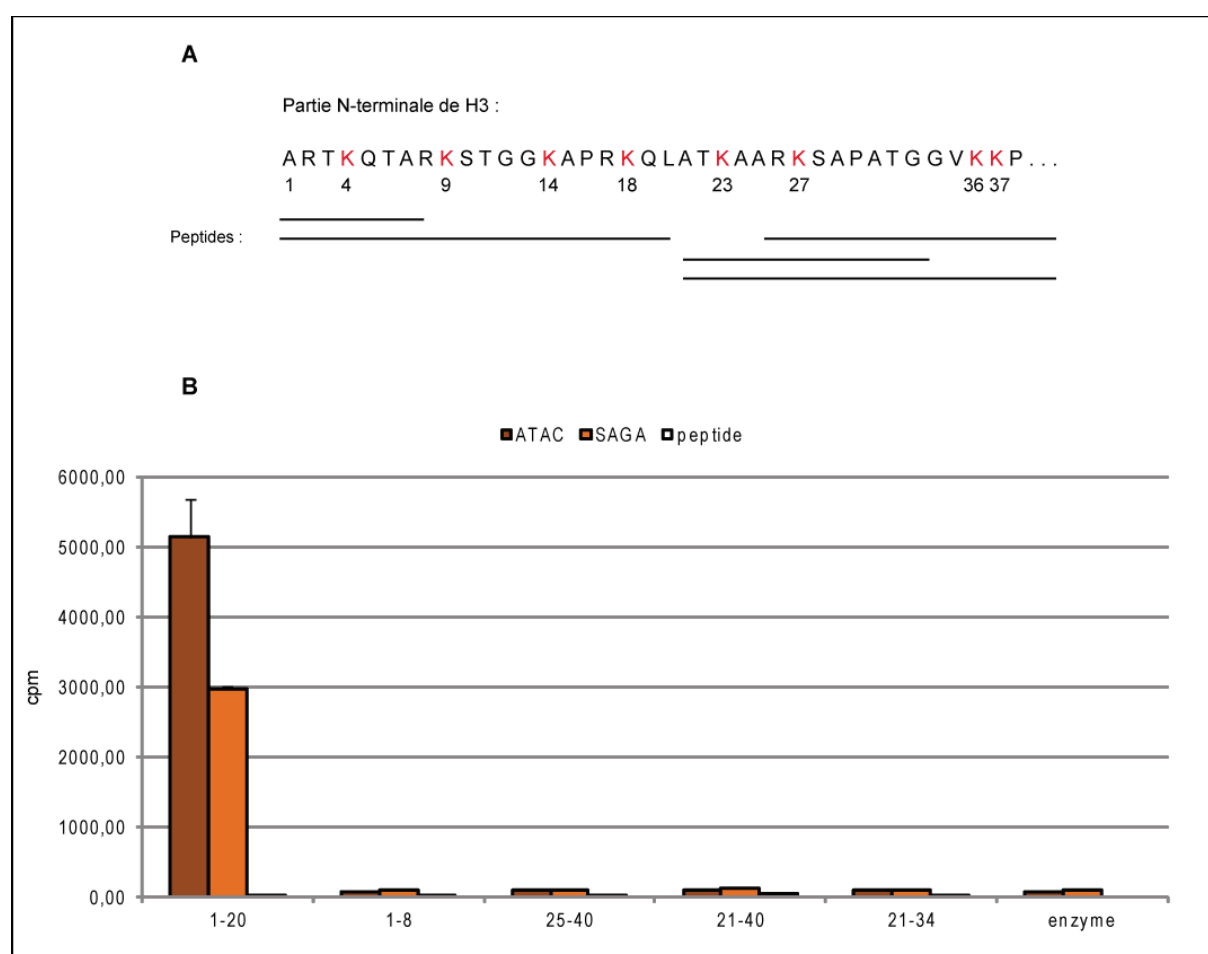 A
Partie N-terminale de H3 :
A R T K Q T A R K S T G G K A P R K Q L A T K A A R K S A P A T G G V K K P . . .
1 4 9 14 18 23 27 36 37
Peptides :
B
ATAC SAGA peptide
6000,00
5000,00
4000,00
3000,00
2000,00
1000,00
0,00
cpm
1-20 1-8 25-40 21-40 21-34 enzyme